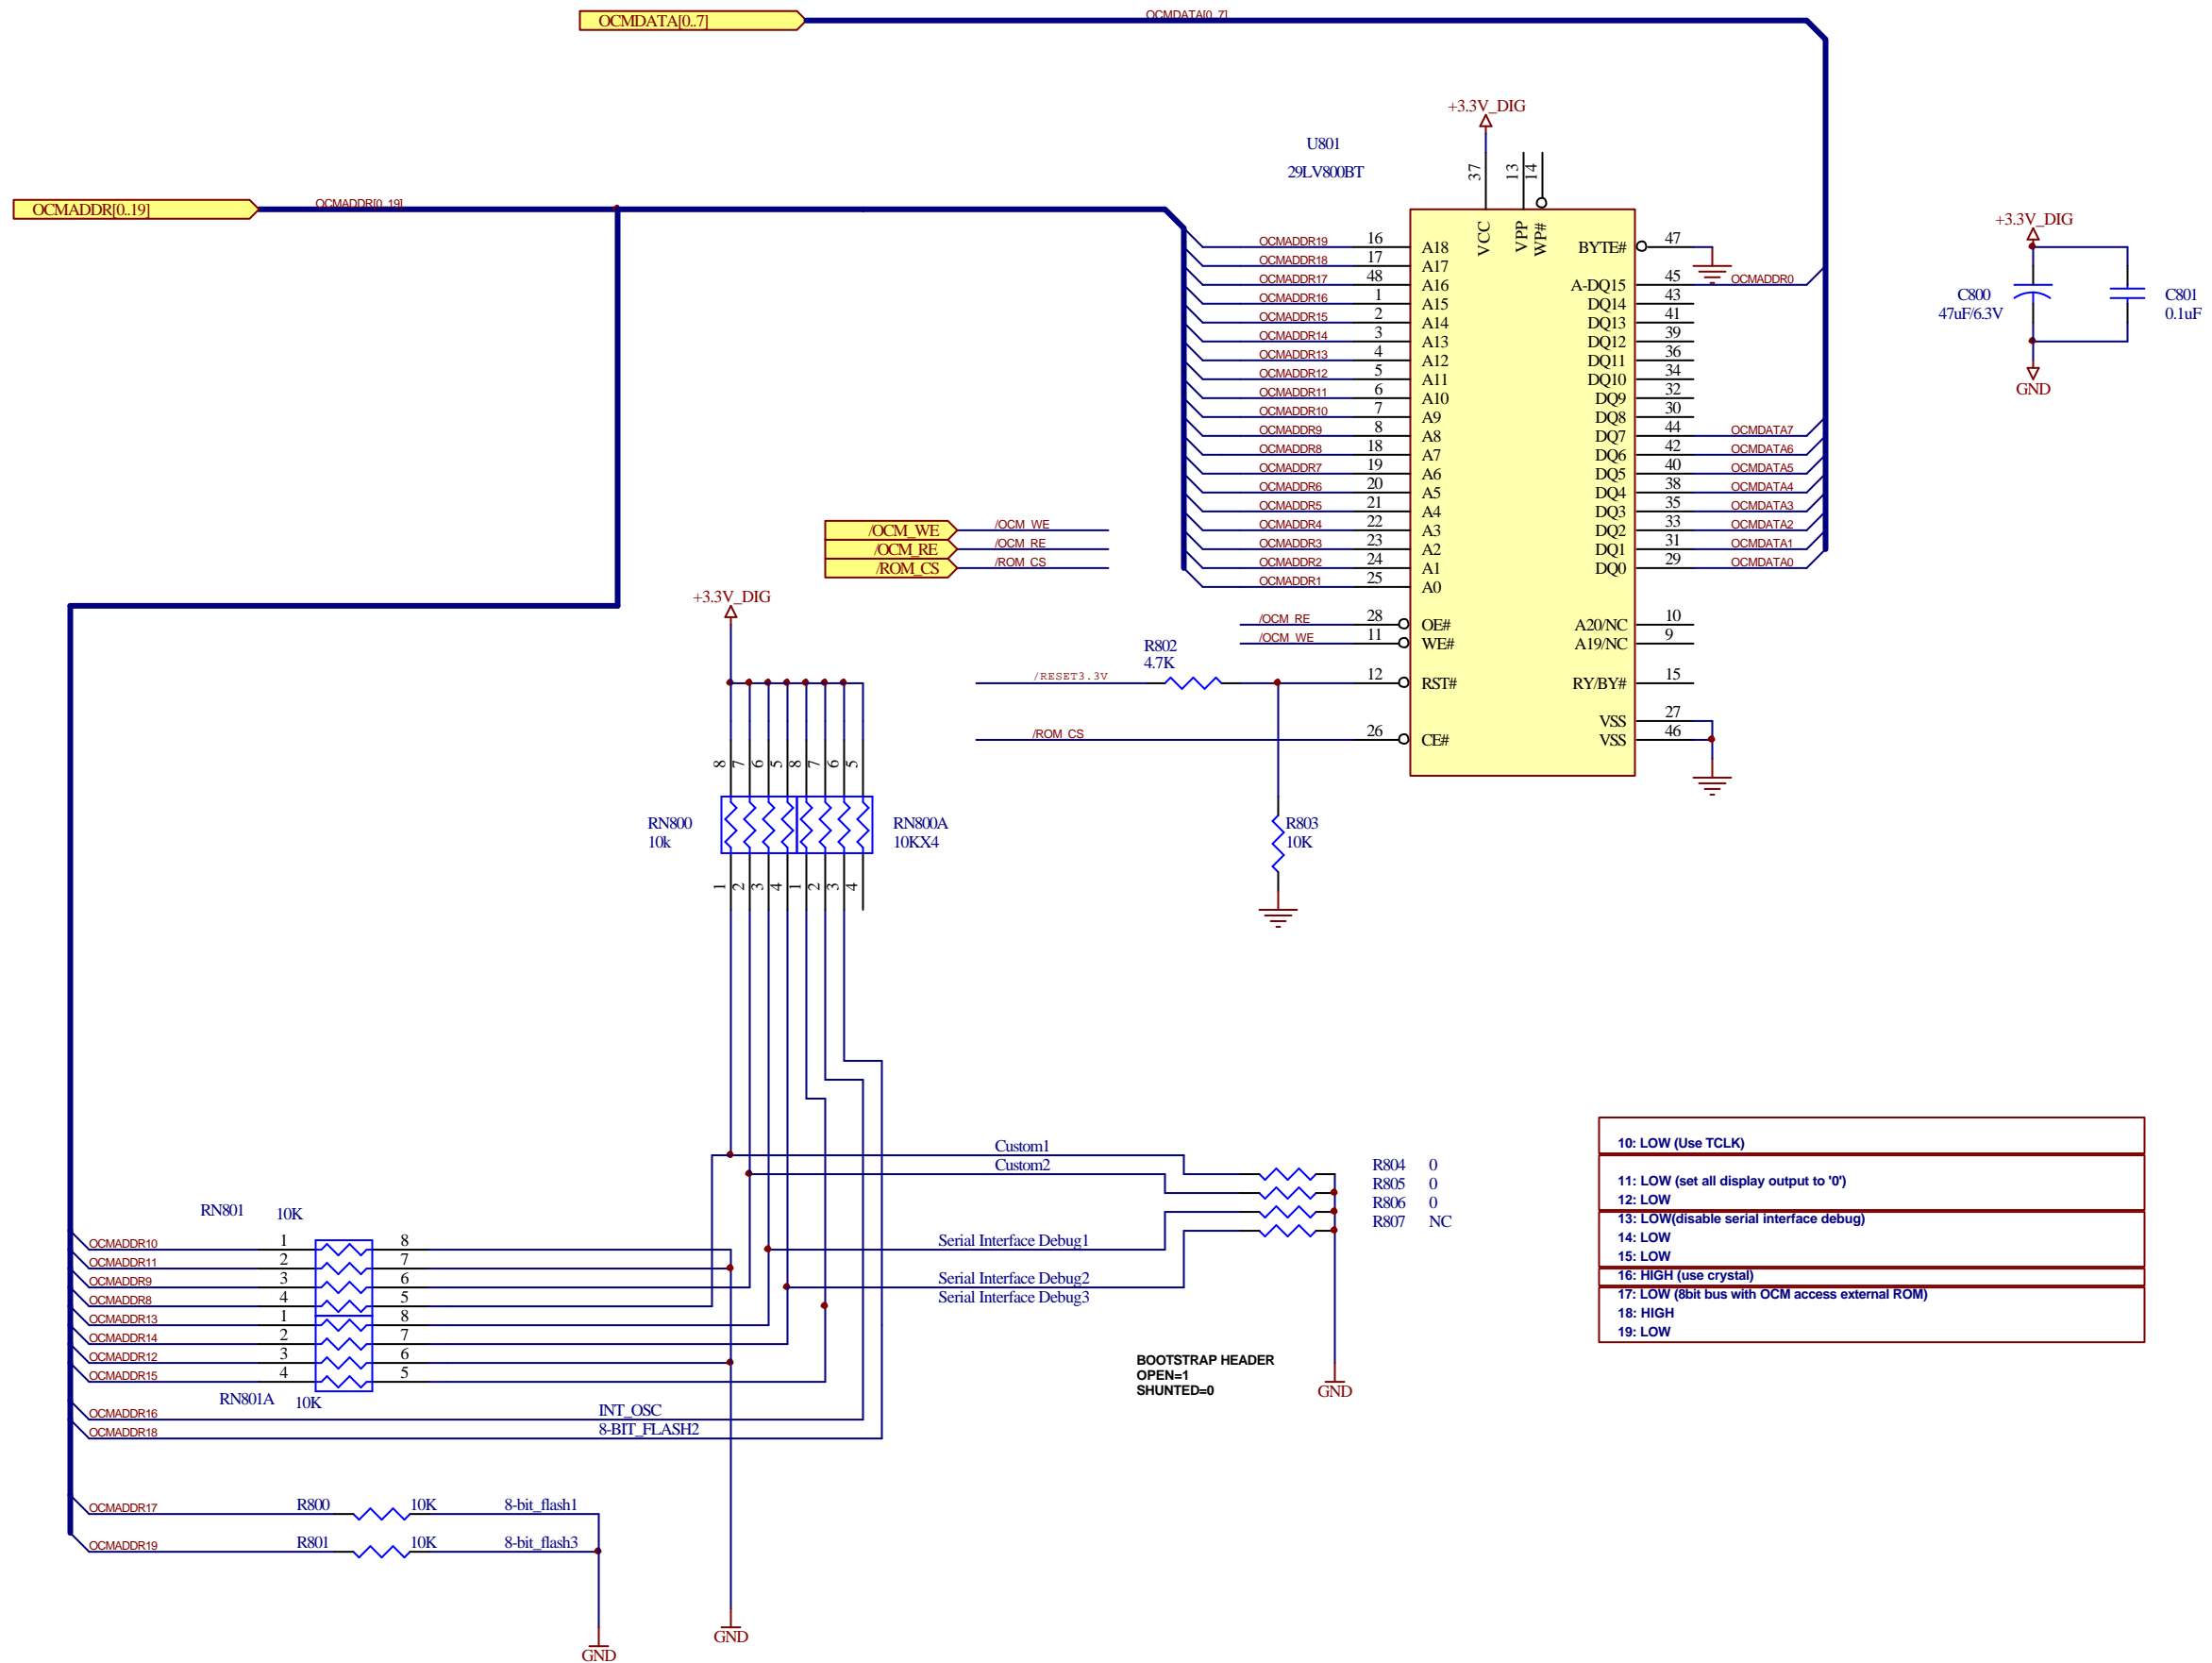 OCMDATA[0..7]
OCMDATA[0..7]
+3.3V_DIG
U801
29LV800BT
37
13
14
OCMADDR[0..19]
OCMADDR[0..19]
VCC
VPP
WP#
+3.3V_DIG
C800
47uF/6.3V
C801
0.1uF
GND
OCMADDR19 16 A18
OCMADDR18 17 A17
OCMADDR17 48 A16
OCMADDR16 1 A15
OCMADDR15 2 A14
OCMADDR14 3 A13
OCMADDR13 4 A12
OCMADDR12 5 A11
OCMADDR11 6 A10
OCMADDR10 7 A9
OCMADDR9 8 A8
OCMADDR8 18 A7
OCMADDR7 19 A6
OCMADDR6 20 A5
OCMADDR5 21 A4
OCMADDR4 22 A3
OCMADDR3 23 A2
OCMADDR2 24 A1
OCMADDR1 25 A0
BYTE# 47
A-DQ15 45 OCMADDR0
DQ14 43
DQ13 41
DQ12 39
DQ11 36
DQ10 34
DQ9 32
DQ8 30
DQ7 44 OCMDATA7
DQ6 42 OCMDATA6
DQ5 40 OCMDATA5
DQ4 38 OCMDATA4
DQ3 35 OCMDATA3
DQ2 33 OCMDATA2
DQ1 31 OCMDATA1
DQ0 29 OCMDATA0
/OCM_WE /OCM_WE
/OCM_RE /OCM_RE
/ROM_CS /ROM_CS
/OCM_RE 28 OE#
/OCM_WE 11 WE#
A20/NC 10
A19/NC 9
R802
4.7K
/RESET3.3V 12 RST#
RY/BY# 15
VSS 27
VSS 46
/ROM_CS 26 CE#
R803
10K
+3.3V_DIG
8 7 6 5 8 7 6 5
RN800
10k
RN800A
10KX4
1 2 3 4 1 2 3 4
Custom1
Custom2
Serial Interface Debug1
Serial Interface Debug2
Serial Interface Debug3
R804 0
R805 0
R806 0
R807 NC
GND
BOOTSTRAP HEADER
OPEN=1
SHUNTED=0
10: LOW (Use TCLK)
11: LOW (set all display output to '0')
12: LOW
13: LOW(disable serial interface debug)
14: LOW
15: LOW
16: HIGH (use crystal)
17: LOW (8bit bus with OCM access external ROM)
18: HIGH
19: LOW
RN801 10K
OCMADDR10 1 8
OCMADDR11 2 7
OCMADDR9 3 6
OCMADDR8 4 5
OCMADDR13 1 8
OCMADDR14 2 7
OCMADDR12 3 6
OCMADDR15 4 5
RN801A 10K
OCMADDR16 INT_OSC
OCMADDR18 8-BIT_FLASH2
OCMADDR17 R800 10K 8-bit_flash1
OCMADDR19 R801 10K 8-bit_flash3
GND
GND